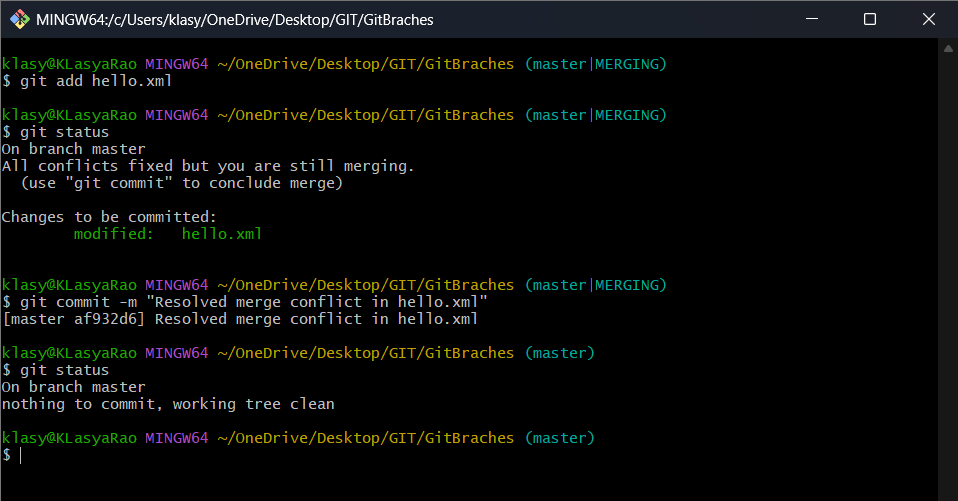 MINGW64:/c/Users/klasy/OneDrive/Desktop/GIT/GitBraches
klasy@KLasyaRao MINGW64 ~/OneDrive/Desktop/GIT/GitBraches (master|MERGING)
$ git add hello.xml
klasy@KLasyaRao MINGW64 ~/OneDrive/Desktop/GIT/GitBraches (master|MERGING)
$ git status
On branch master
All conflicts fixed but you are still merging.
  (use "git commit" to conclude merge)
Changes to be committed:
        modified:   hello.xml
klasy@KLasyaRao MINGW64 ~/OneDrive/Desktop/GIT/GitBraches (master|MERGING)
$ git commit -m "Resolved merge conflict in hello.xml"
[master af932d6] Resolved merge conflict in hello.xml
klasy@KLasyaRao MINGW64 ~/OneDrive/Desktop/GIT/GitBraches (master)
$ git status
On branch master
nothing to commit, working tree clean
klasy@KLasyaRao MINGW64 ~/OneDrive/Desktop/GIT/GitBraches (master)
$